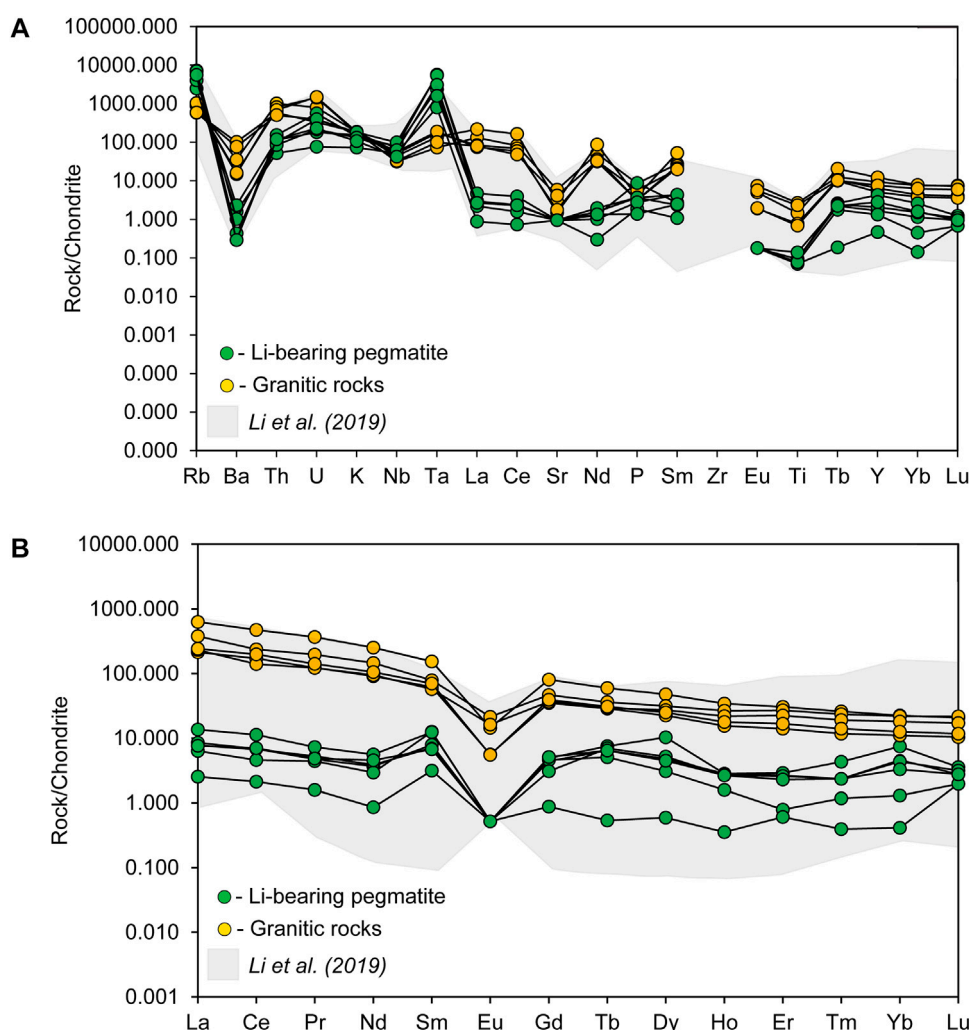 A
100000.000
10000.000
1000.000
100.000
10.000
1.000
0.100
0.010
0.001
0.000
0.000
0.000
Rock/Chondrite
- Li-bearing pegmatite
- Granitic rocks
Li et al. (2019)
Rb Ba Th U K Nb Ta La Ce Sr Nd P Sm Zr Eu Ti Tb Y Yb Lu
B
10000.000
1000.000
100.000
10.000
1.000
0.100
0.010
0.001
Rock/Chondrite
- Li-bearing pegmatite
- Granitic rocks
Li et al. (2019)
La Ce Pr Nd Sm Eu Gd Tb Dy Ho Er Tm Yb Lu